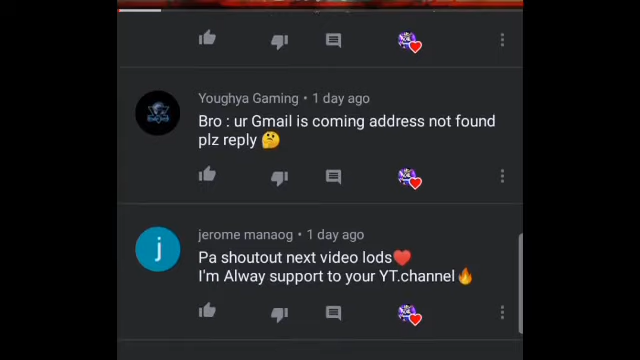 Youghya Gaming • 1 day ago
Bro : ur Gmail is coming address not found
plz reply 🤔
j
jerome manaog • 1 day ago
Pa shoutout next video lods❤️
I'm Alway support to your YT.channel🔥